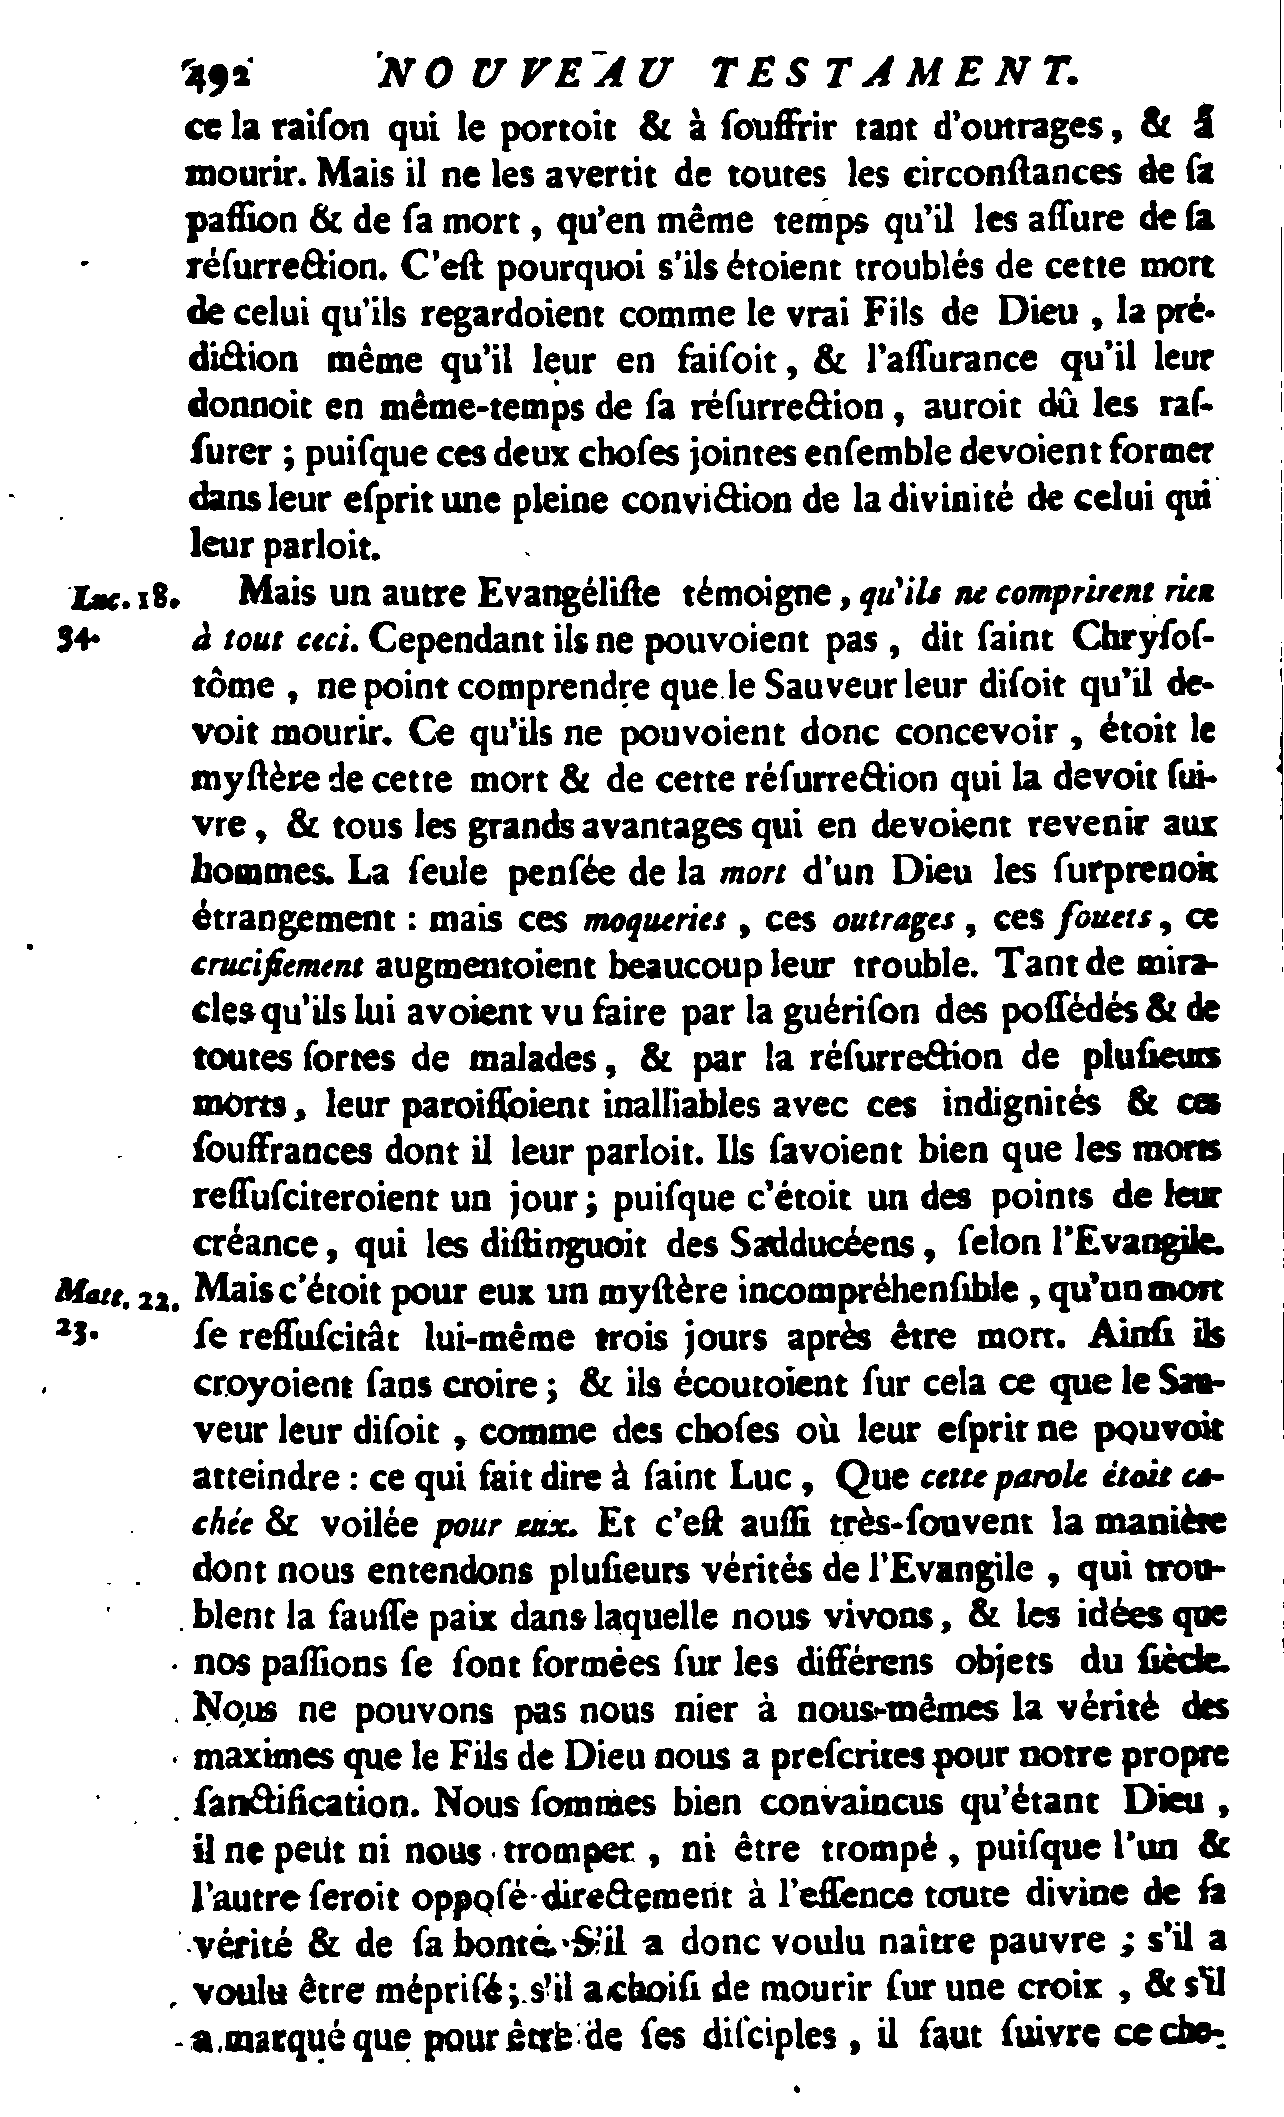 492 NOUVEAU TESTAMENT.
ce la raiſon qui le portoit & à ſouffrir tant d'outrages, & à
mourir. Mais il ne les avertit de toutes les circonſtances de ſa
paſſion & de ſa mort, qu'en même temps qu'il les aſſure de ſa
réſurrection. C'eſt pourquoi s'ils étoient troublés de cette mort
de celui qu'ils regardoient comme le vrai Fils de Dieu, la pré-
diction même qu'il leur en faiſoit, & l'aſſurance qu'il leur
donnoit en même-temps de ſa réſurrection, auroit dû les raſ-
ſurer; puiſque ces deux choſes jointes enſemble devoient former
dans leur eſprit une pleine conviction de la divinité de celui qui
leur parloit.
Luc. 18. Mais un autre Evangéliſte témoigne, qu'ils ne comprirent rien
34. à tout ceci. Cependant ils ne pouvoient pas, dit ſaint Chryſoſ-
tôme, ne point comprendre que le Sauveur leur diſoit qu'il de-
voit mourir. Ce qu'ils ne pouvoient donc concevoir, étoit le
myſtère de cette mort & de cette réſurrection qui la devoit ſui-
vre, & tous les grands avantages qui en devoient revenir aux
hommes. La ſeule penſée de la mort d'un Dieu les ſurprenoit
étrangement : mais ces moqueries, ces outrages, ces fouets, ce
crucifiement augmentoient beaucoup leur trouble. Tant de mira-
cles qu'ils lui avoient vu faire par la guériſon des poſſédés & de
toutes ſortes de malades, & par la réſurrection de pluſieurs
morts, leur paroiſſoient inalliables avec ces indignités & ces
ſouffrances dont il leur parloit. Ils ſavoient bien que les morts
reſſuſciteroient un jour; puiſque c'étoit un des points de leur
créance, qui les diſtinguoit des Sadducéens, ſelon l'Evangile.
Matt. 22. Mais c'étoit pour eux un myſtère incompréhenſible, qu'un mort
23. ſe reſſuſcitât lui-même trois jours après être mort. Ainſi ils
croyoient ſans croire; & ils écoutoient ſur cela ce que le Sau-
veur leur diſoit, comme des choſes où leur eſprit ne pouvoit
atteindre : ce qui fait dire à ſaint Luc, Que cette parole étoit ca-
chée & voilée pour eux. Et c'eſt auſſi très-ſouvent la manière
dont nous entendons pluſieurs vérités de l'Evangile, qui trou-
blent la fauſſe paix dans laquelle nous vivons, & les idées que
nos paſſions ſe ſont formées ſur les différens objets du ſiècle.
Nous ne pouvons pas nous nier à nous-mêmes la vérité des
maximes que le Fils de Dieu nous a preſcrites pour notre propre
ſanctification. Nous ſommes bien convaincus qu'étant Dieu,
il ne peut ni nous tromper, ni être trompé, puiſque l'un &
l'autre ſeroit oppoſé directement à l'eſſence toute divine de ſa
vérité & de ſa bonté. S'il a donc voulu naître pauvre; s'il a
voulu être mépriſé; s'il a choiſi de mourir ſur une croix, & s'il
a marqué que pour être de ſes diſciples, il faut ſuivre ce che-